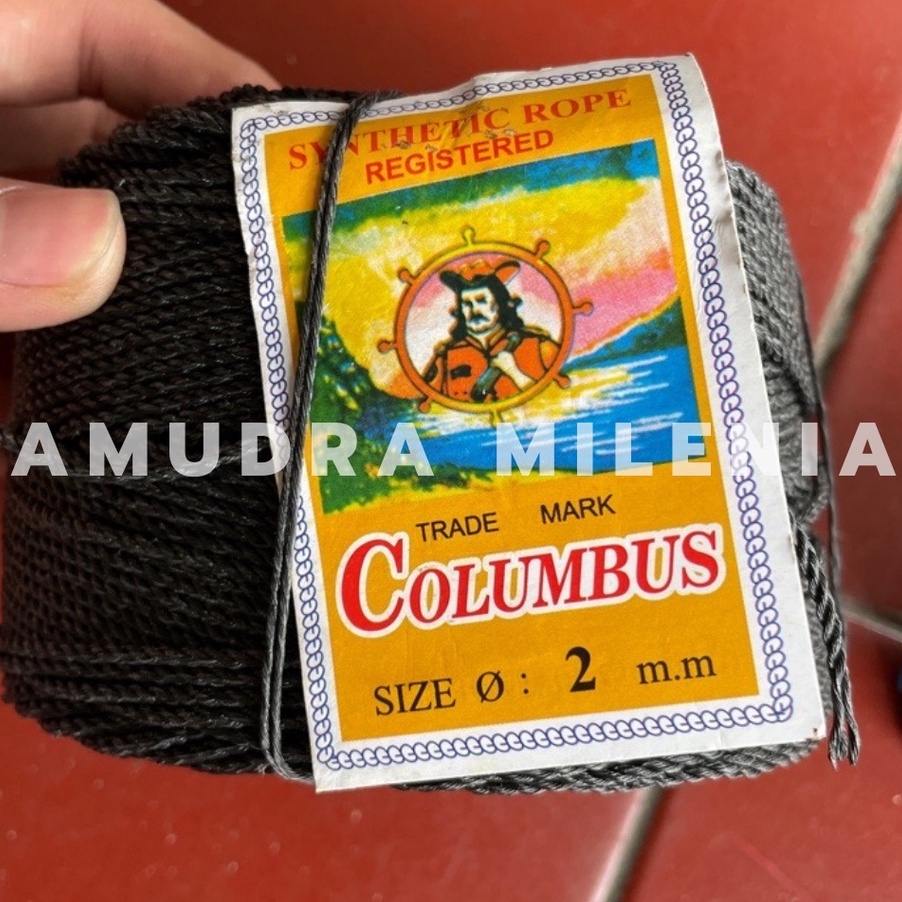 SYNTHETIC ROPE
REGISTERED
AMUDRA MILENIA
TRADE MARK
COLUMBUS
SIZE Ø : 2 m.m